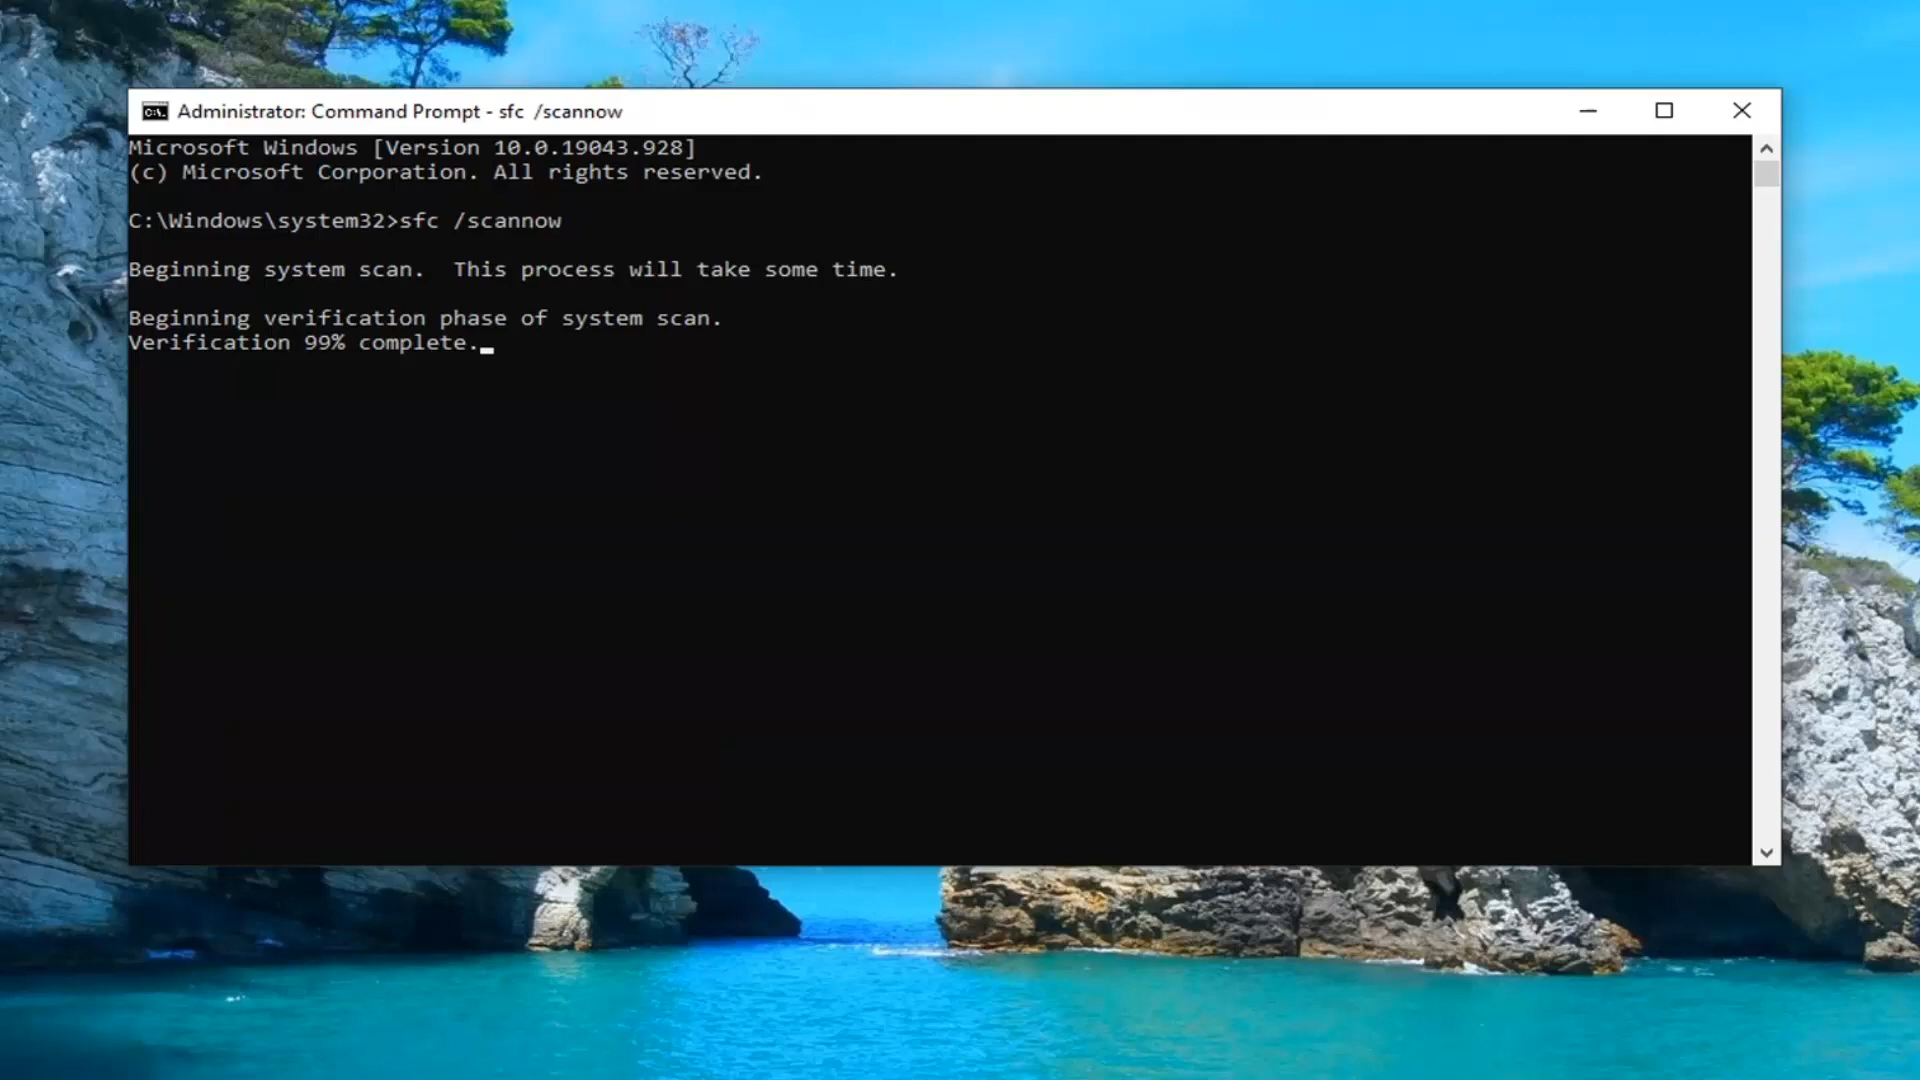 Administrator: Command Prompt - sfc  /scannow
Microsoft Windows [Version 10.0.19043.928]
(c) Microsoft Corporation. All rights reserved.
C:\Windows\system32>sfc /scannow
Beginning system scan.  This process will take some time.
Beginning verification phase of system scan.
Verification 99% complete.